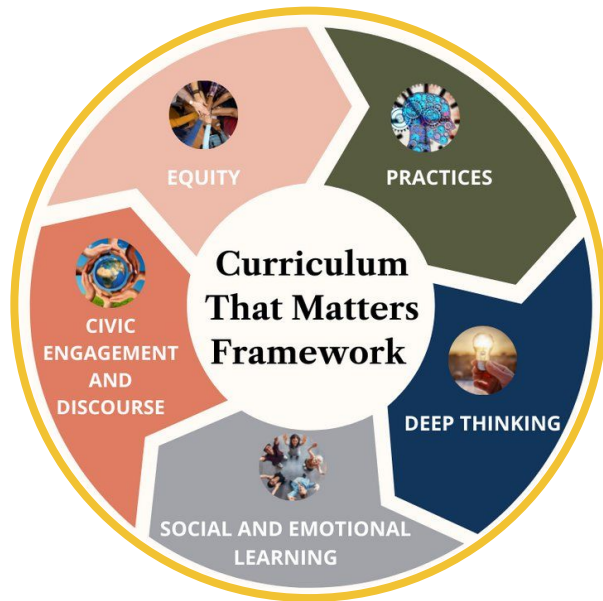 EQUITY
PRACTICES
Curriculum
That Matters
Framework
CIVIC
ENGAGEMENT
AND
DISCOURSE
DEEP THINKING
SOCIAL AND EMOTIONAL
LEARNING